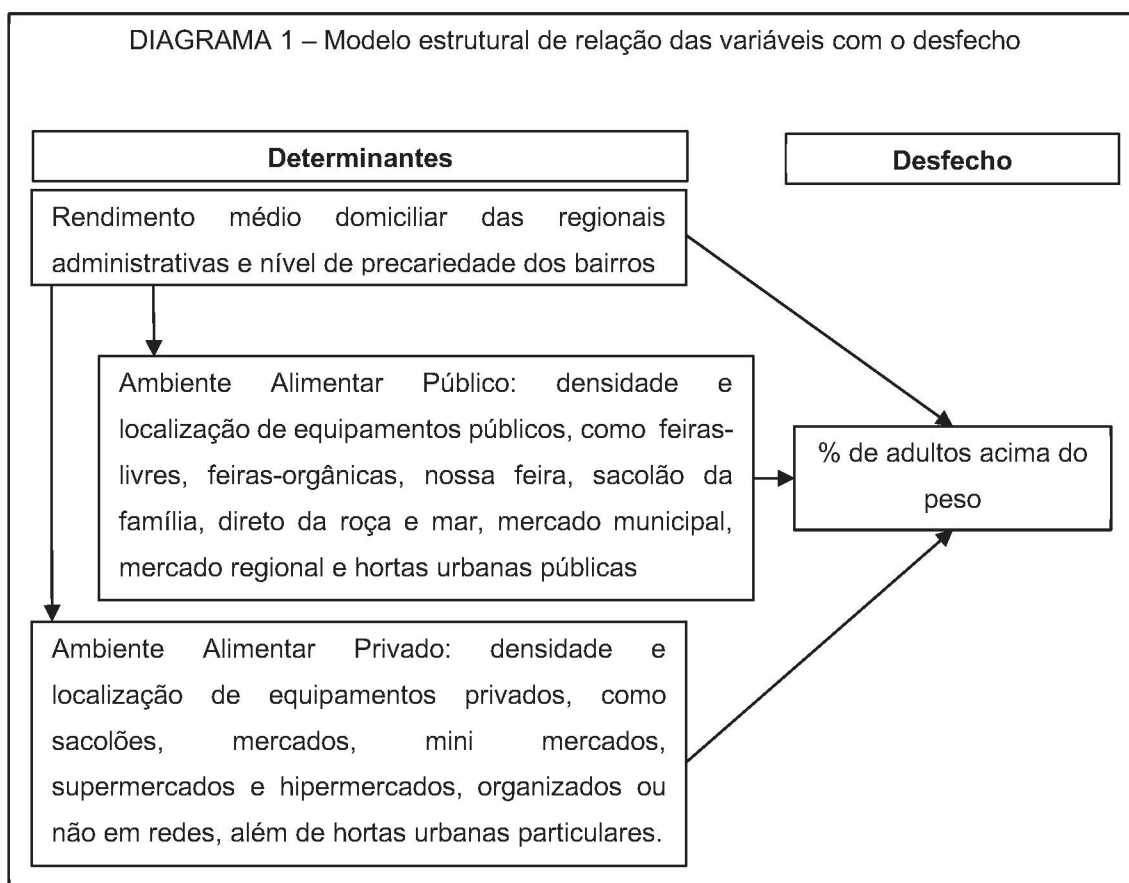 DIAGRAMA 1 – Modelo estrutural de relação das variáveis com o desfecho
Determinantes
Desfecho
Rendimento médio domiciliar das regionais
administrativas e nível de precariedade dos bairros
Ambiente Alimentar Público: densidade e
localização de equipamentos públicos, como feiras-
livres, feiras-orgânicas, nossa feira, sacolão da
família, direto da roça e mar, mercado municipal,
mercado regional e hortas urbanas públicas
% de adultos acima do
peso
Ambiente Alimentar Privado: densidade e
localização de equipamentos privados, como
sacolões, mercados, mini mercados,
supermercados e hipermercados, organizados ou
não em redes, além de hortas urbanas particulares.